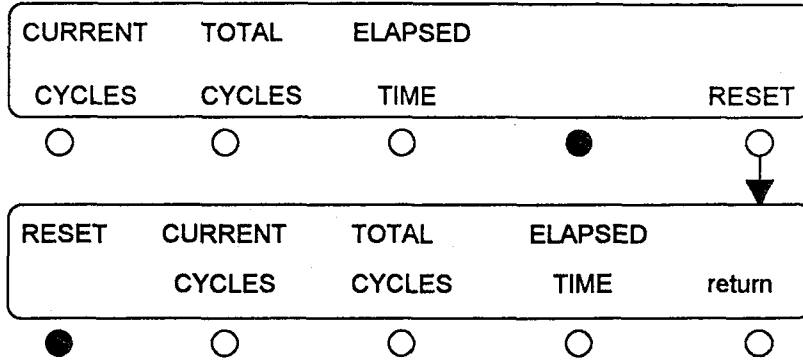 CURRENT TOTAL ELAPSED
CYCLES CYCLES TIME RESET
RESET CURRENT TOTAL ELAPSED
CYCLES CYCLES TIME return